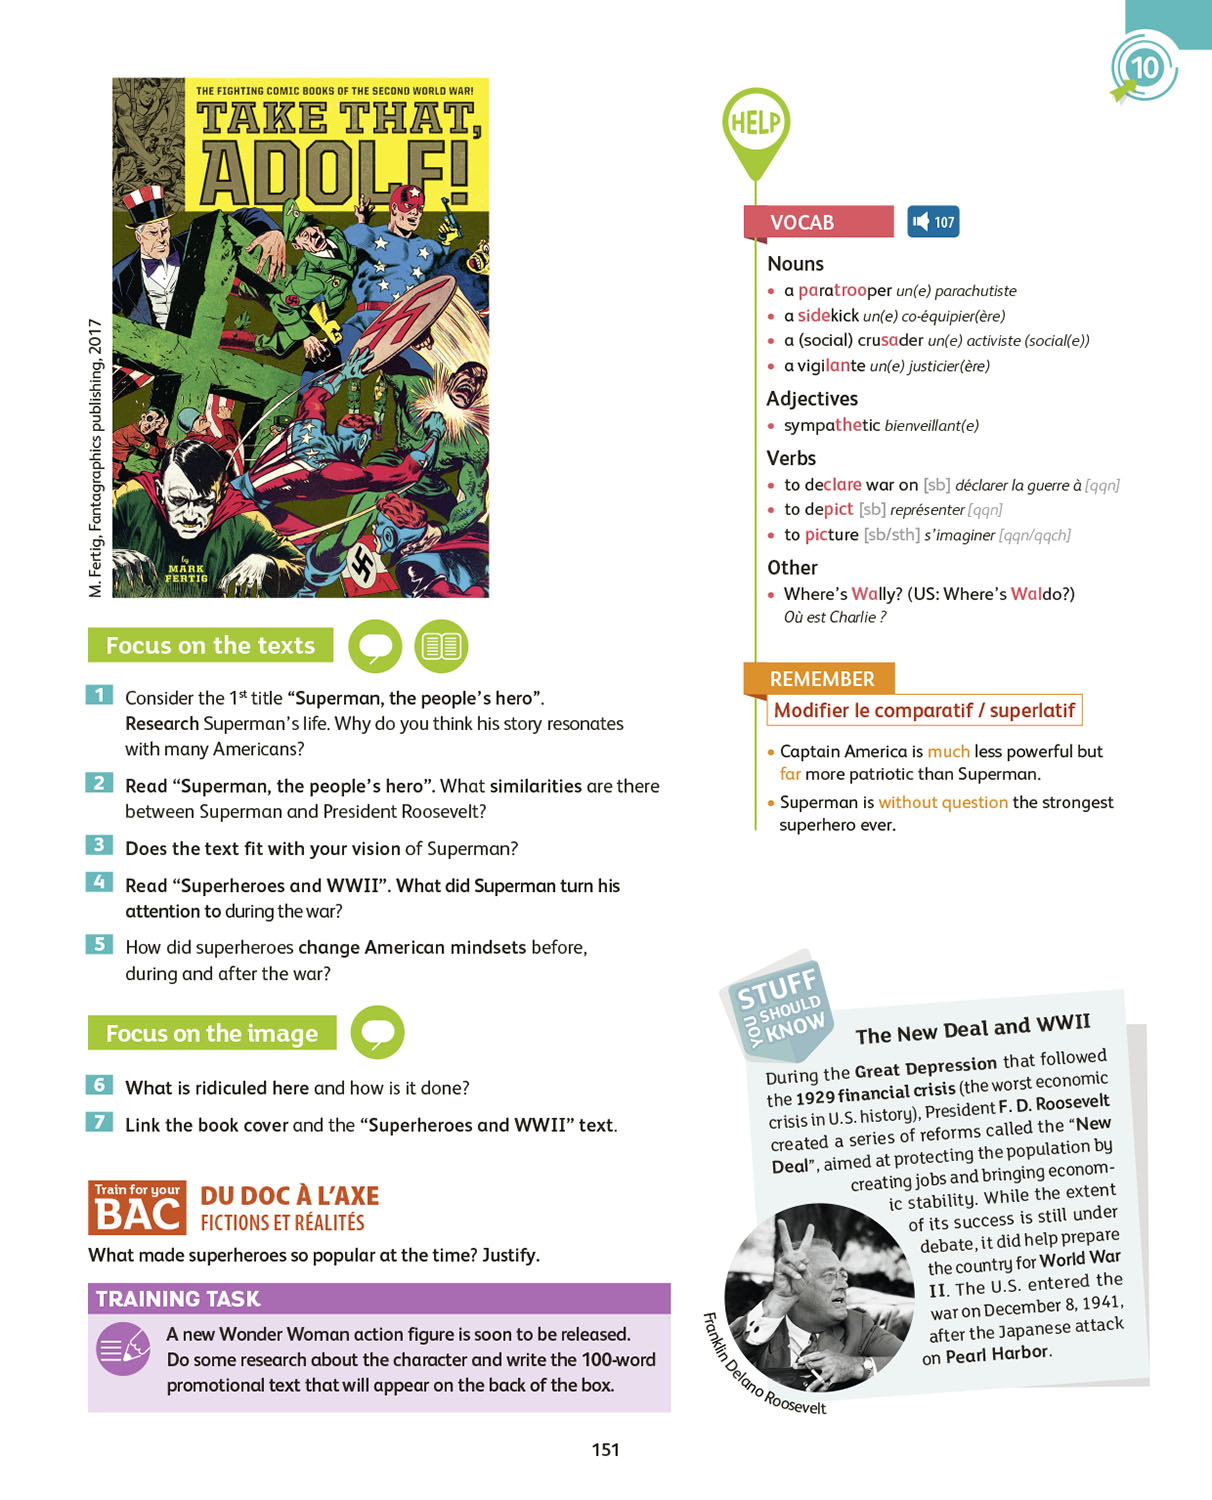 10
THE FIGHTING COMIC BOOKS OF THE SECOND WORLD WAR!
TAKE THAT,
ADOLF!
by
MARK
FERTIG
M. Fertig, Fantagraphics publishing, 2017
Focus on the texts
1 Consider the 1st title “Superman, the people’s hero”.
Research Superman’s life. Why do you think his story resonates
with many Americans?
2 Read “Superman, the people’s hero”. What similarities are there
between Superman and President Roosevelt?
3 Does the text fit with your vision of Superman?
4 Read “Superheroes and WWII”. What did Superman turn his
attention to during the war?
5 How did superheroes change American mindsets before,
during and after the war?
Focus on the image
6 What is ridiculed here and how is it done?
7 Link the book cover and the “Superheroes and WWII” text.
Train for your
BAC
DU DOC À L’AXE
FICTIONS ET RÉALITÉS
What made superheroes so popular at the time? Justify.
TRAINING TASK
A new Wonder Woman action figure is soon to be released.
Do some research about the character and write the 100-word
promotional text that will appear on the back of the box.
HELP
VOCAB
107
Nouns
• a paratrooper un(e) parachutiste
• a sidekick un(e) co-équipier(ère)
• a (social) crusader un(e) activiste (social(e))
• a vigilante un(e) justicier(ère)
Adjectives
• sympathetic bienveillant(e)
Verbs
• to declare war on [sb] déclarer la guerre à [qqn]
• to depict [sb] représenter [qqn]
• to picture [sb/sth] s’imaginer [qqn/qqch]
Other
• Where’s Wally? (US: Where’s Waldo?)
Où est Charlie ?
REMEMBER
Modifier le comparatif / superlatif
• Captain America is much less powerful but
far more patriotic than Superman.
• Superman is without question the strongest
superhero ever.
STUFF
YOU SHOULD
KNOW
The New Deal and WWII
During the Great Depression that followed
the 1929 financial crisis (the worst economic
crisis in U.S. history), President F. D. Roosevelt
created a series of reforms called the “New
Deal”, aimed at protecting the population by
creating jobs and bringing econom-
ic stability. While the extent
of its success is still under
debate, it did help prepare
the country for World War
II. The U.S. entered the
war on December 8, 1941,
after the Japanese attack
on Pearl Harbor.
Franklin Delano Roosevelt
151